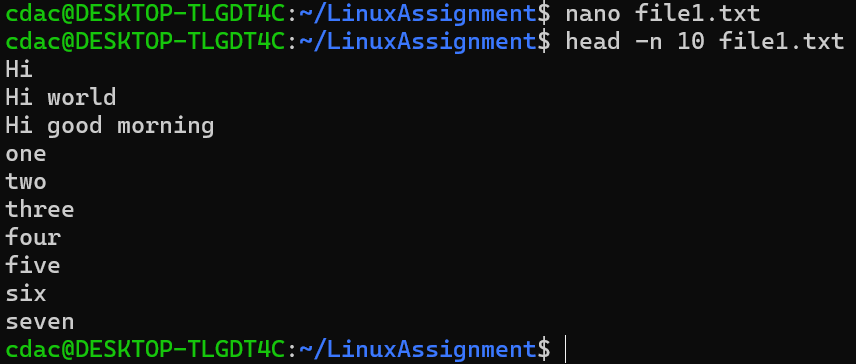 cdac@DESKTOP-TLGDT4C:~/LinuxAssignment$ nano file1.txt
cdac@DESKTOP-TLGDT4C:~/LinuxAssignment$ head -n 10 file1.txt
Hi
Hi world
Hi good morning
one
two
three
four
five
six
seven
cdac@DESKTOP-TLGDT4C:~/LinuxAssignment$